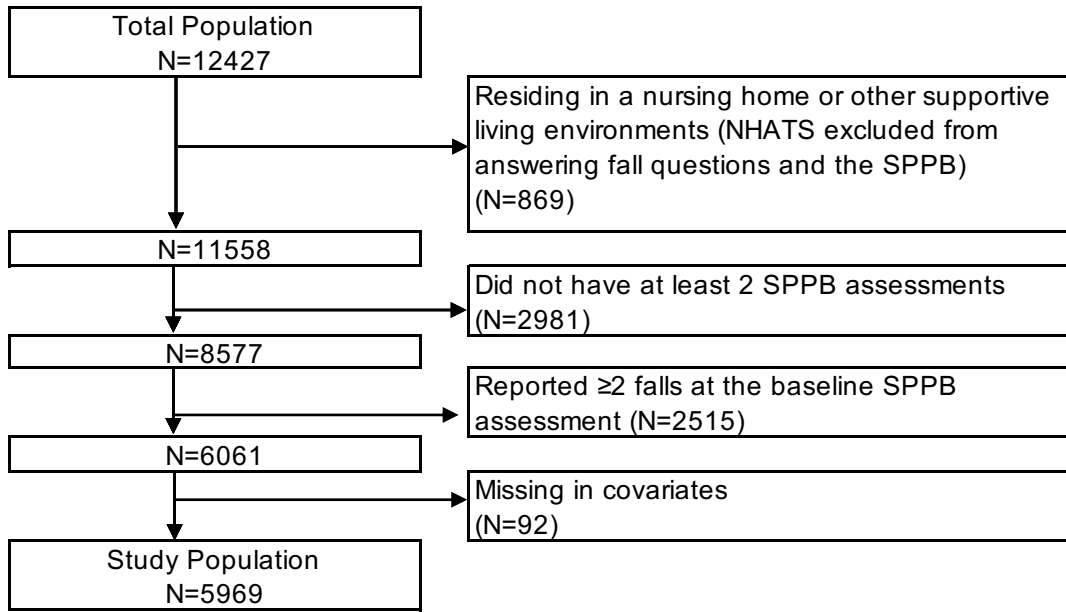 Total Population
N=12427
Residing in a nursing home or other supportive
living environments (NHATS excluded from
answering fall questions and the SPPB)
(N=869)
N=11558
Did not have at least 2 SPPB assessments
(N=2981)
N=8577
Reported ≥2 falls at the baseline SPPB
assessment (N=2515)
N=6061
Missing in covariates
(N=92)
Study Population
N=5969